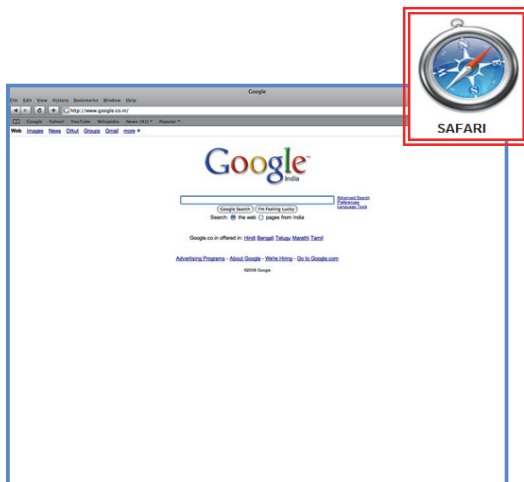 SAFARI
Google
File Edit View History Bookmarks Window Help
http://www.google.co.in/
Google Yahoo! YouTube Wikipedia News (42) Popular
Web Images News Orkut Groups Gmail more
Google
India
Advanced Search
Preferences
Language Tools
Google Search I'm Feeling Lucky
Search: the web pages from India
Google.co.in offered in: Hindi Bengali Telugu Marathi Tamil
Advertising Programs - About Google - We're Hiring - Go to Google.com
©2009 Google